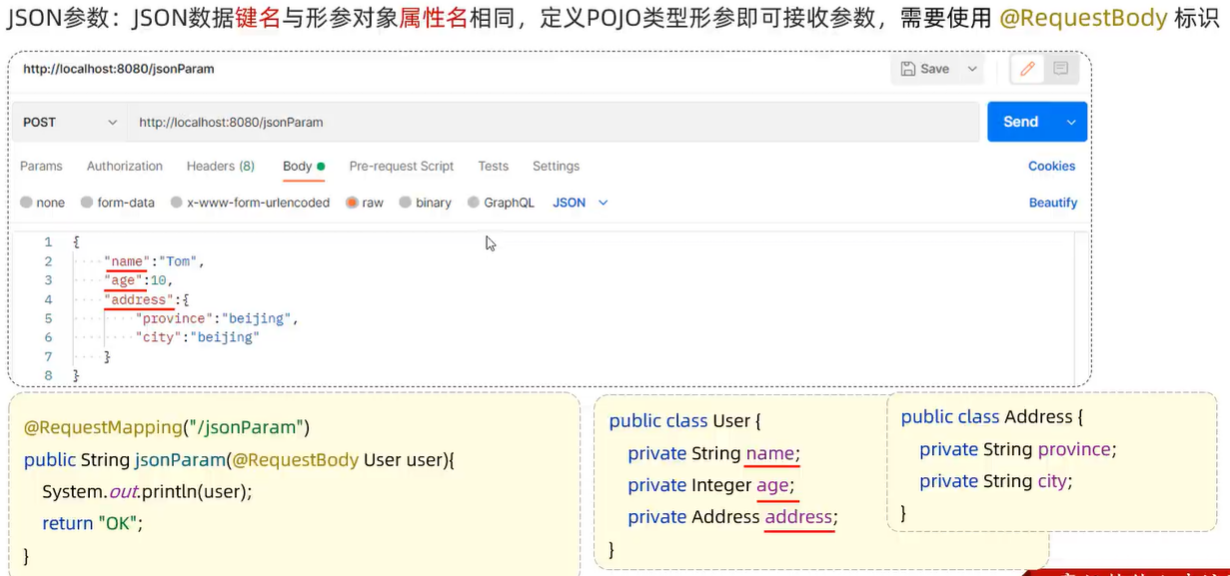 JSON参数：JSON数据键名与形参对象属性名相同，定义POJO类型形参即可接收参数，需要使用 @RequestBody 标识
http://localhost:8080/jsonParam
Save
POST
http://localhost:8080/jsonParam
Send
Params Authorization Headers (8) Body Pre-request Script Tests Settings Cookies
none form-data x-www-form-urlencoded raw binary GraphQL JSON Beautify
1 {
2 "name":"Tom",
3 "age":10,
4 "address":{
5 "province":"beijing",
6 "city":"beijing"
7 }
8 }
@RequestMapping("/jsonParam")
public String jsonParam(@RequestBody User user){
System.out.println(user);
return "OK";
}
public class User {
private String name;
private Integer age;
private Address address;
}
public class Address {
private String province;
private String city;
}